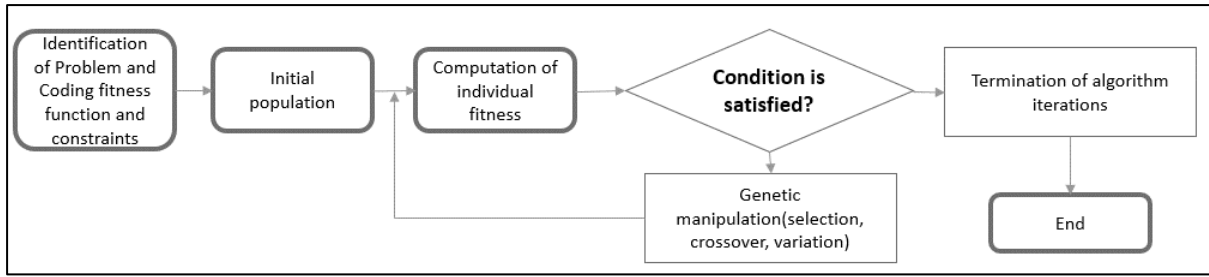 Identification
of Problem and
Coding fitness
function and
constraints
Initial
population
Computation of
individual
fitness
Condition is
satisfied?
Termination of algorithm
iterations
Genetic
manipulation(selection,
crossover, variation)
End